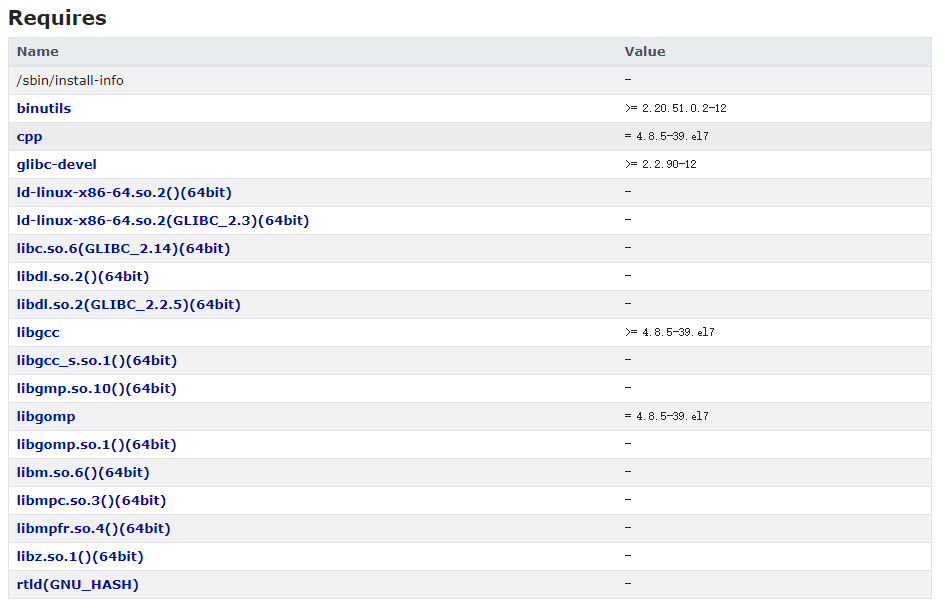 Requires
Name Value
/sbin/install-info -
binutils >= 2.20.51.0.2-12
cpp = 4.8.5-39.el7
glibc-devel >= 2.2.90-12
ld-linux-x86-64.so.2()(64bit) -
ld-linux-x86-64.so.2(GLIBC_2.3)(64bit) -
libc.so.6(GLIBC_2.14)(64bit) -
libdl.so.2()(64bit) -
libdl.so.2(GLIBC_2.2.5)(64bit) -
libgcc >= 4.8.5-39.el7
libgcc_s.so.1()(64bit) -
libgmp.so.10()(64bit) -
libgomp = 4.8.5-39.el7
libgomp.so.1()(64bit) -
libm.so.6()(64bit) -
libmpc.so.3()(64bit) -
libmpfr.so.4()(64bit) -
libz.so.1()(64bit) -
rtld(GNU_HASH) -